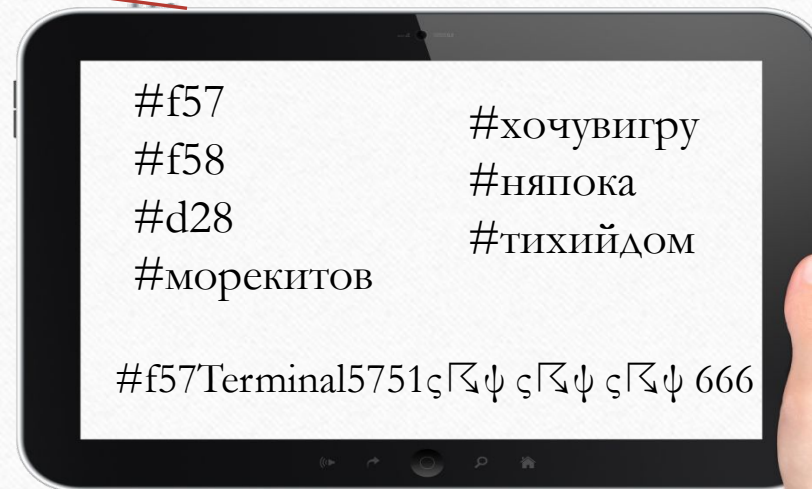 #f57
#f58
#d28
#морекитов
#хочувигру
#няпока
#тихийдом
#f57Terminal5751ς☈ψ ς☈ψ ς☈ψ 666